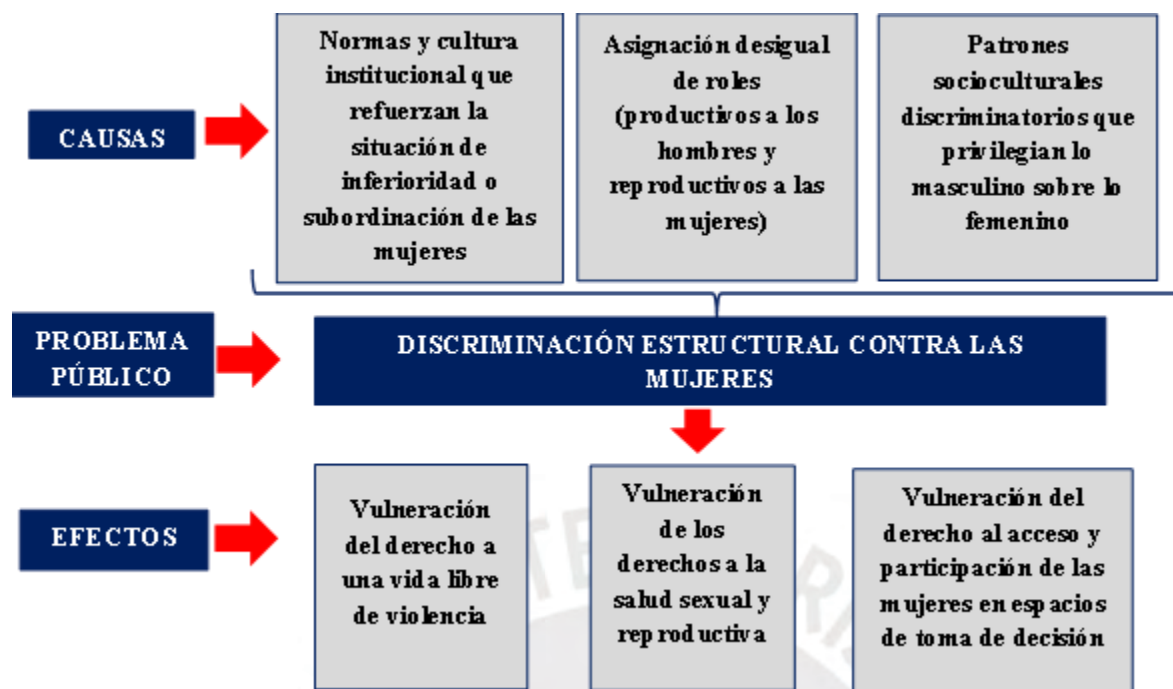 Normas y cultura
institucional que
refuerzan la
situación de
inferioridad o
subordinación de las
mujeres
Asignación desigual
de roles
(productivos a los
hombres y
reproductivos a las
mujeres)
Patrones
socioculturales
discriminatorios que
privilegian lo
masculino sobre lo
femenino
CAUSAS
PROBLEMA
PÚBLICO
DISCRIMINACIÓN ESTRUCTURAL CONTRA LAS
MUJERES
EFECTOS
Vulneración
del derecho a
una vida libre
de violencia
Vulneración
de los
derechos a la
salud sexual y
reproductiva
Vulneración del
derecho al acceso y
participación de las
mujeres en espacios
de toma de decisión